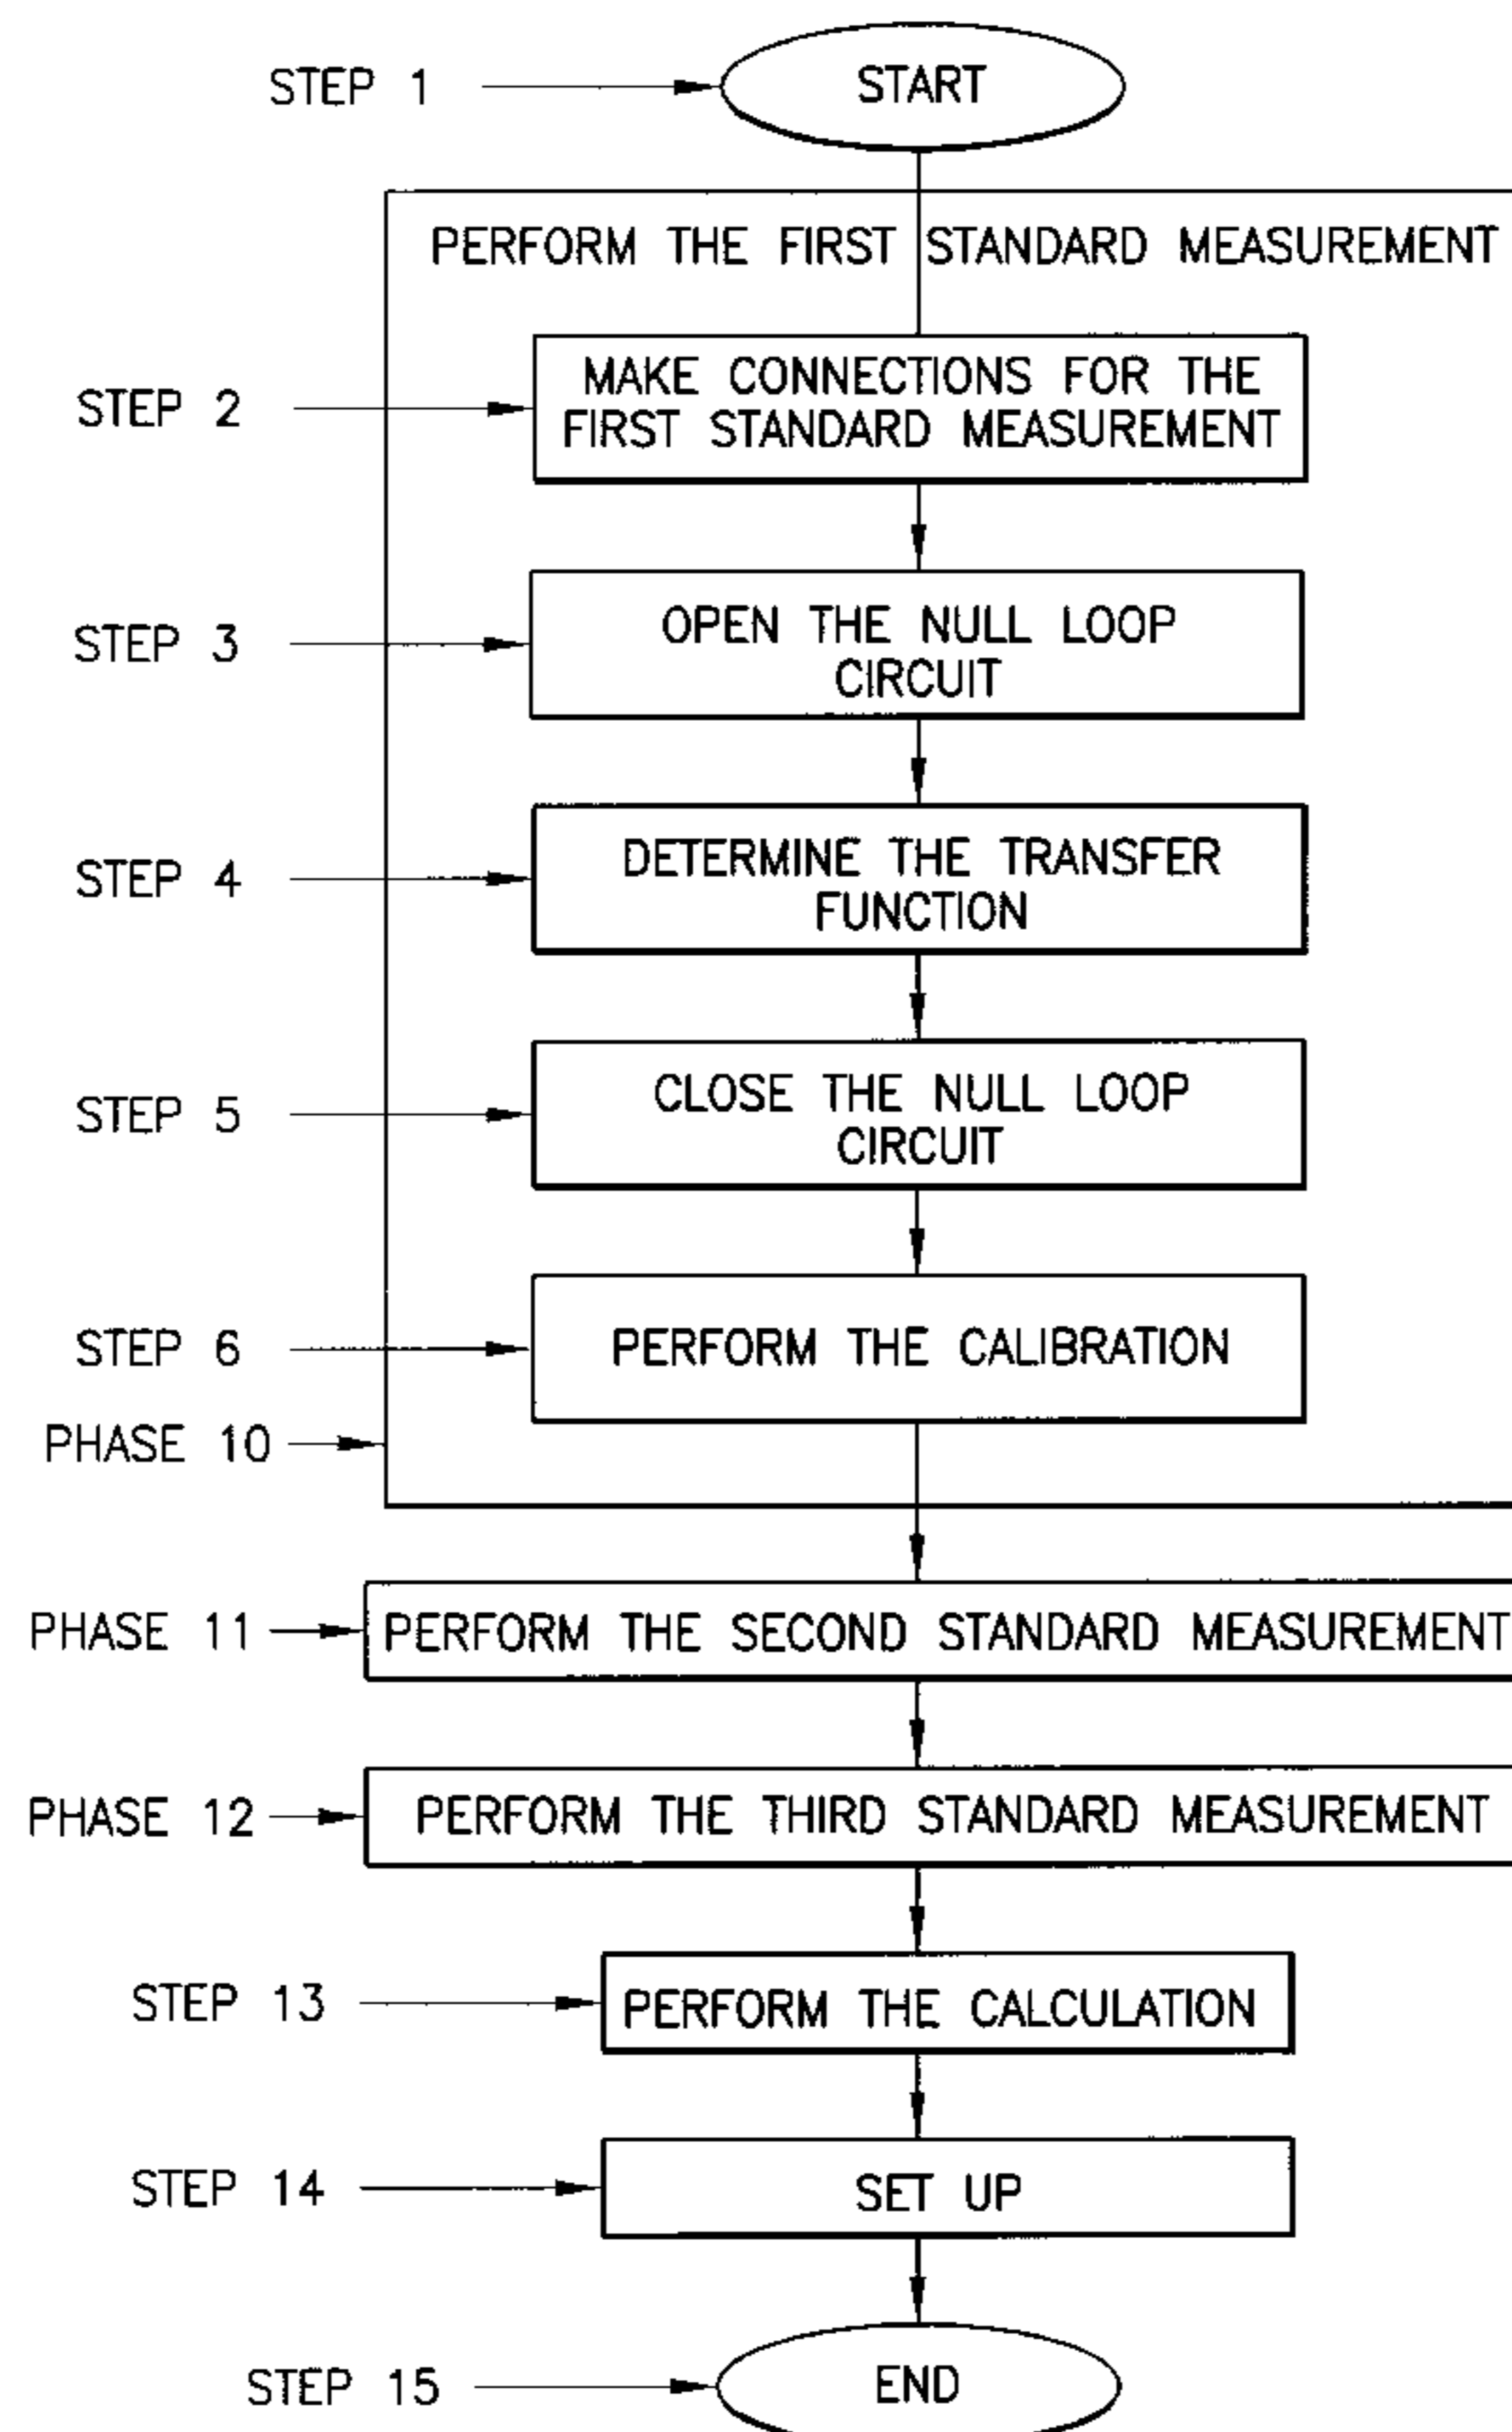 STEP 1
START
PERFORM THE FIRST STANDARD MEASUREMENT
STEP 2
MAKE CONNECTIONS FOR THE
FIRST STANDARD MEASUREMENT
STEP 3
OPEN THE NULL LOOP
CIRCUIT
STEP 4
DETERMINE THE TRANSFER
FUNCTION
STEP 5
CLOSE THE NULL LOOP
CIRCUIT
STEP 6
PERFORM THE CALIBRATION
PHASE 10
PHASE 11
PERFORM THE SECOND STANDARD MEASUREMENT
PHASE 12
PERFORM THE THIRD STANDARD MEASUREMENT
STEP 13
PERFORM THE CALCULATION
STEP 14
SET UP
STEP 15
END